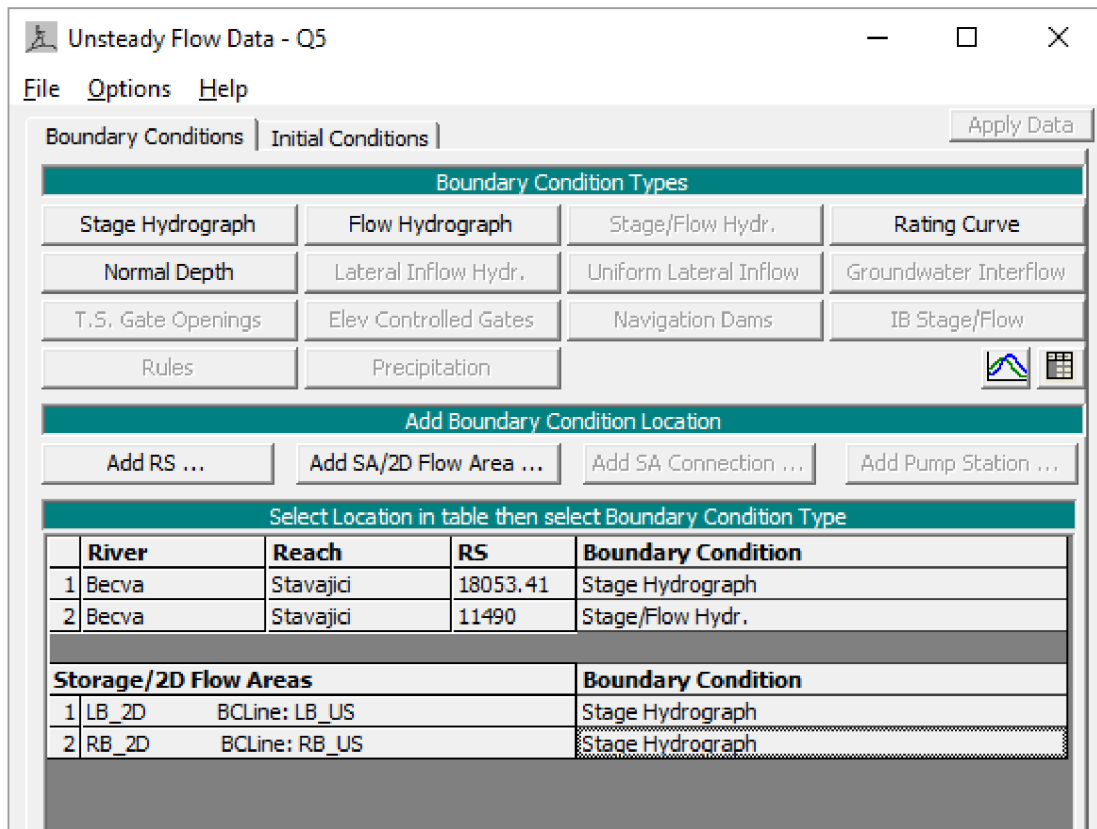 Unsteady Flow Data - Q5
File Options Help
Boundary Conditions Initial Conditions Apply Data
Boundary Condition Types
Stage Hydrograph Flow Hydrograph Stage/Flow Hydr. Rating Curve
Normal Depth Lateral Inflow Hydr. Uniform Lateral Inflow Groundwater Interflow
T.S. Gate Openings Elev Controlled Gates Navigation Dams IB Stage/Flow
Rules Precipitation
Add Boundary Condition Location
Add RS ... Add SA/2D Flow Area ... Add SA Connection ... Add Pump Station ...
Select Location in table then select Boundary Condition Type
River Reach RS Boundary Condition
1 Becva Stavajici 18053.41 Stage Hydrograph
2 Becva Stavajici 11490 Stage/Flow Hydr.
Storage/2D Flow Areas Boundary Condition
1 LB_2D BCLine: LB_US Stage Hydrograph
2 RB_2D BCLine: RB_US Stage Hydrograph